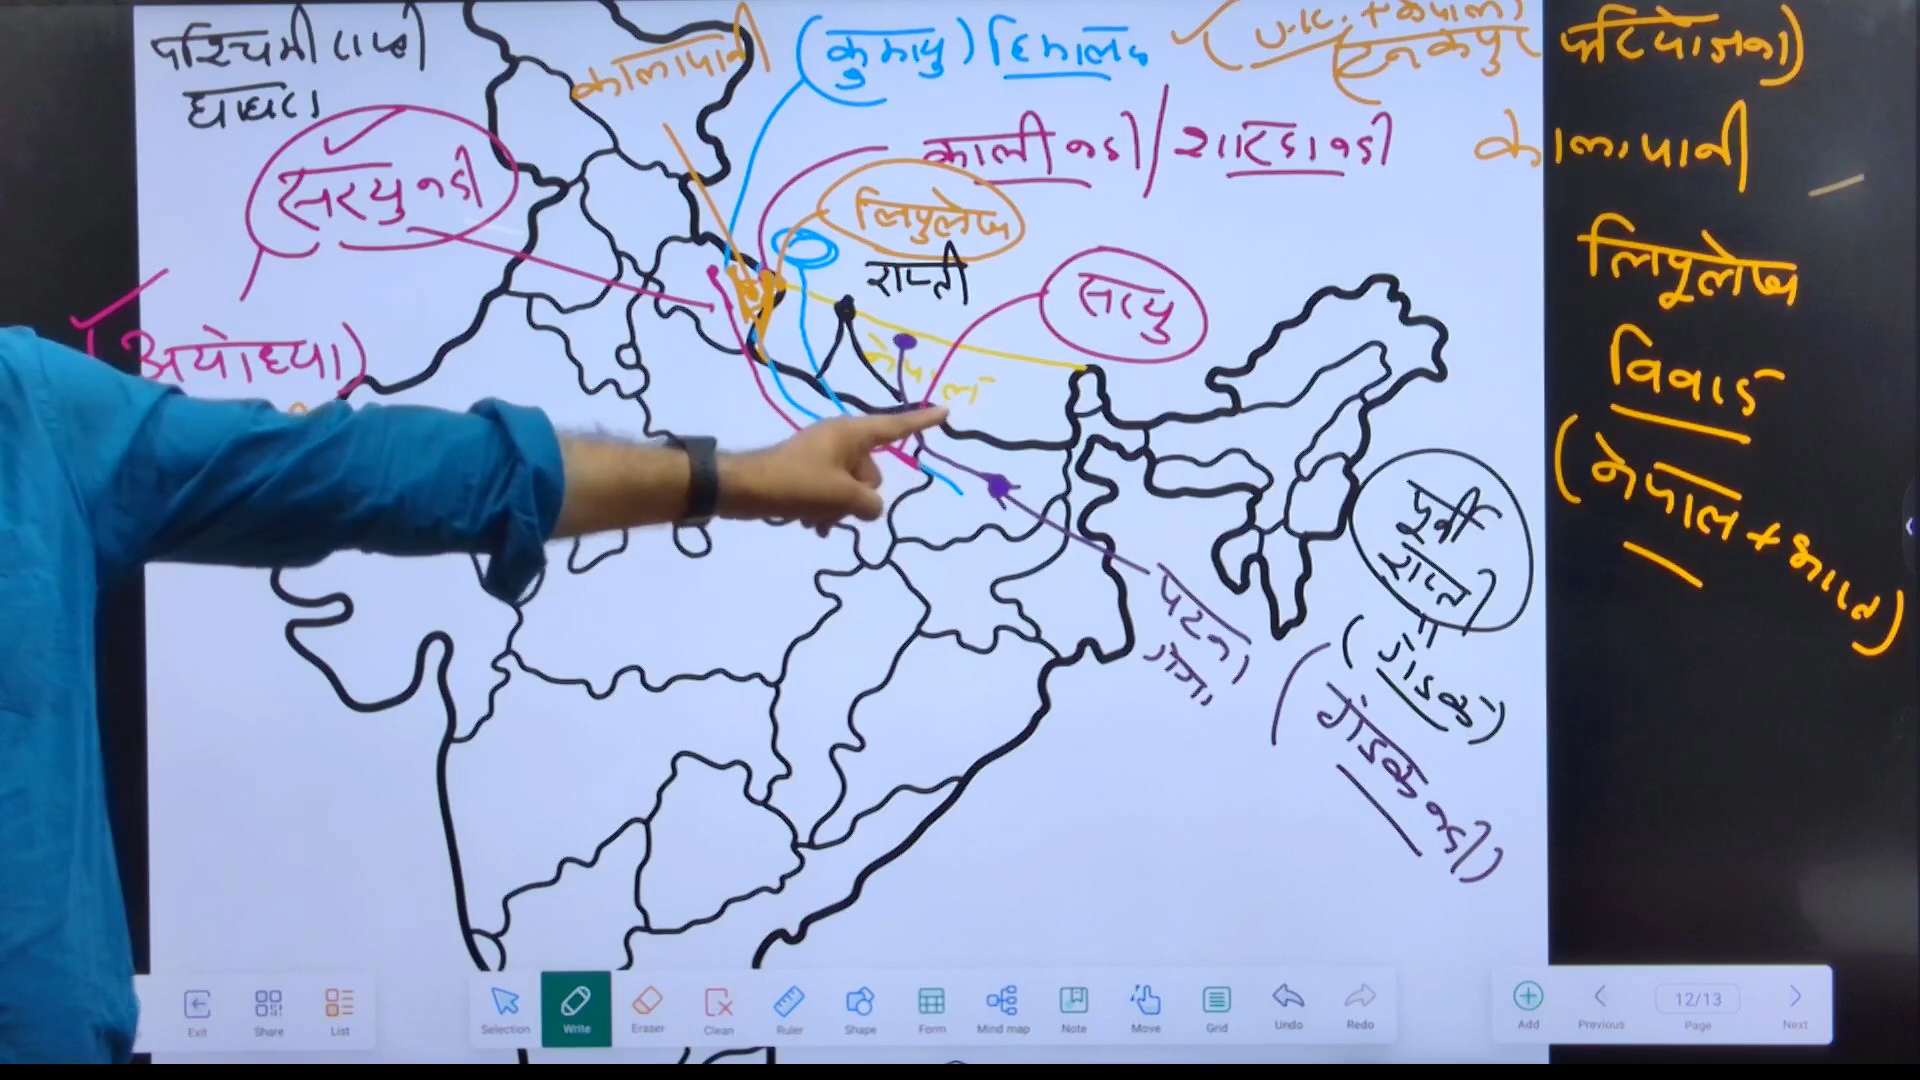 पश्चिमी राप्ती
घाघरा
कालापानी
(कुमायु) हिमालय
(U.K. + नेपाल)
टनकपुर परियोजना)
सरयु नदी
काली नदी / शारदा नदी
कालापानी
लिपुलेख
राप्ती
सरयु
लिपूलेख
विवाद
(नेपाल + भारत)
(अयोध्या)
नेपाल
पूर्वी
राप्ती
(गंडक)
पटना
गंगा
(गंडक नदी)
Exit
Share
List
Selection
Write
Eraser
Clean
Ruler
Shape
Form
Mind map
Note
Move
Grid
Undo
Redo
Add
Previous
12/13
Page
Next